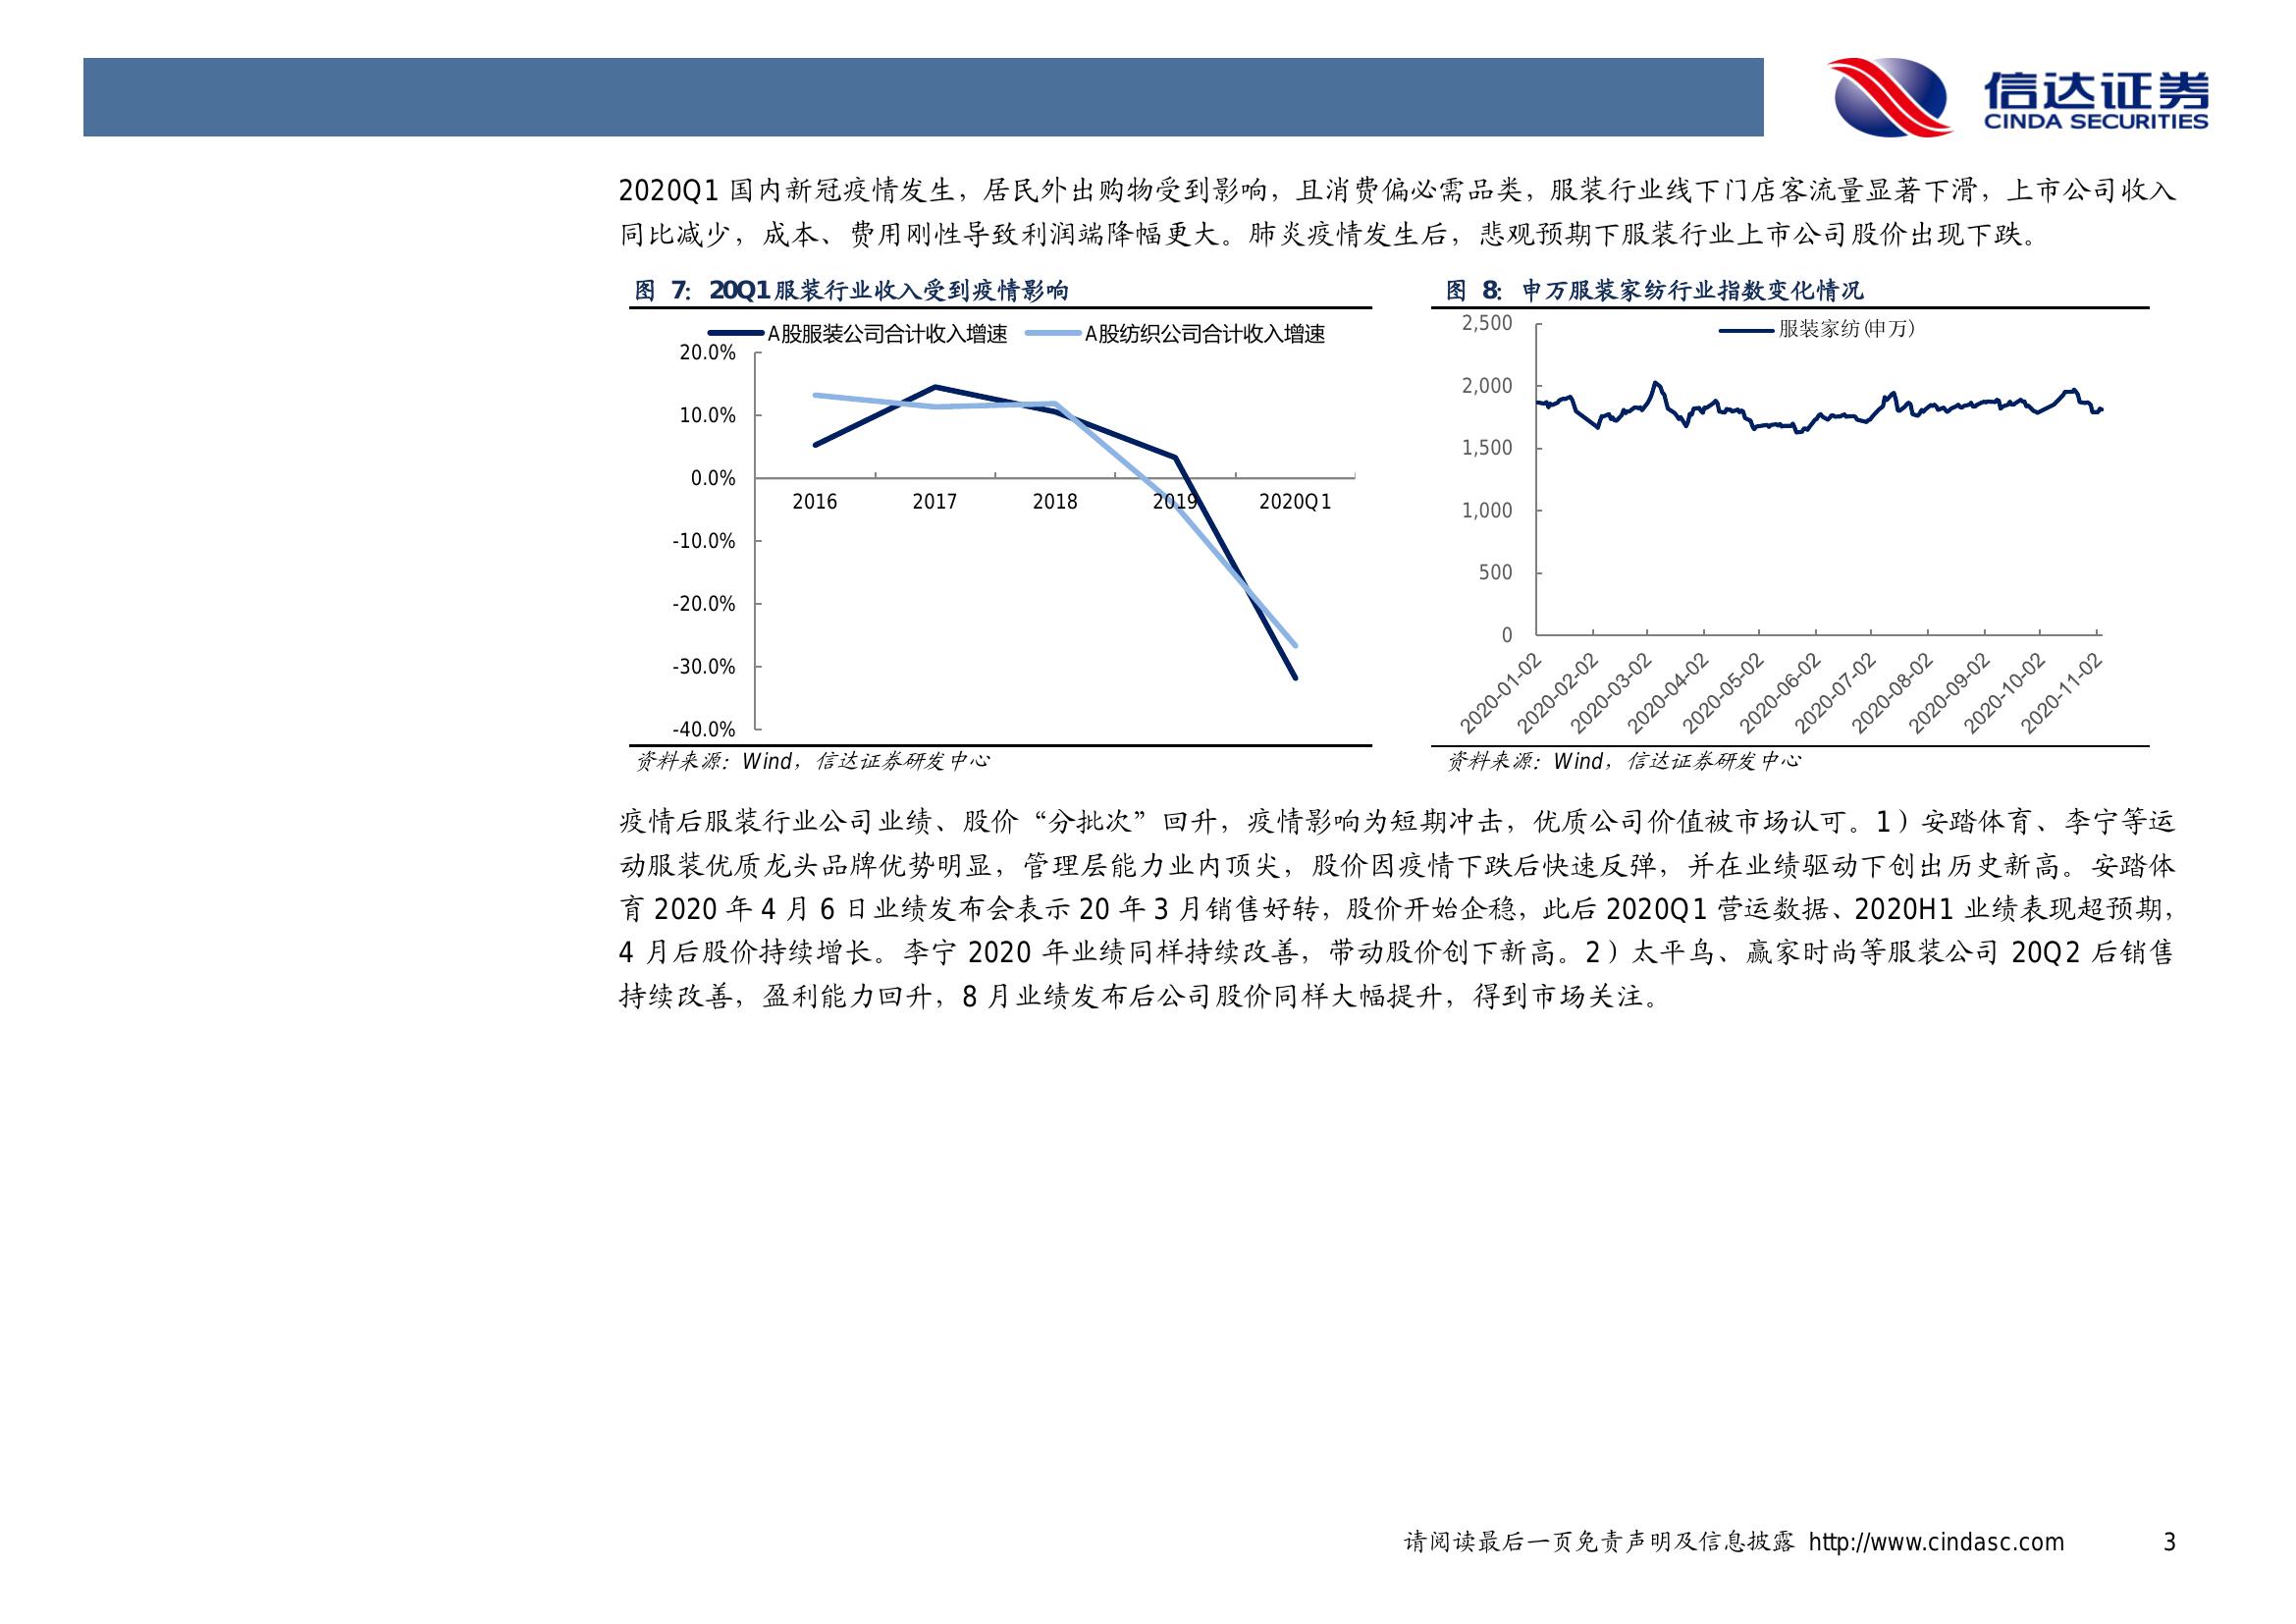 信达证券
CINDA SECURITIES
2020Q1 国内新冠疫情发生，居民外出购物受到影响，且消费偏必需品类，服装行业线下门店客流量显著下滑，上市公司收入
同比减少，成本、费用刚性导致利润端降幅更大。肺炎疫情发生后，悲观预期下服装行业上市公司股价出现下跌。
图 7： 20Q1 服装行业收入受到疫情影响
A股服装公司合计收入增速 A股纺织公司合计收入增速
20.0%
10.0%
0.0%
-10.0%
-20.0%
-30.0%
-40.0%
2016 2017 2018 2019 2020Q1
资料来源：Wind，信达证券研发中心
图 8： 申万服装家纺行业指数变化情况
服装家纺(申万)
2,500
2,000
1,500
1,000
500
0
2020-01-02 2020-02-02 2020-03-02 2020-04-02 2020-05-02 2020-06-02 2020-07-02 2020-08-02 2020-09-02 2020-10-02 2020-11-02
资料来源：Wind，信达证券研发中心
疫情后服装行业公司业绩、股价“分批次”回升，疫情影响为短期冲击，优质公司价值被市场认可。1）安踏体育、李宁等运
动服装优质龙头品牌优势明显，管理层能力业内顶尖，股价因疫情下跌后快速反弹，并在业绩驱动下创出历史新高。安踏体
育 2020 年 4 月 6 日业绩发布会表示 20 年 3 月销售好转，股价开始企稳，此后 2020Q1 营运数据、2020H1 业绩表现超预期，
4 月后股价持续增长。李宁 2020 年业绩同样持续改善，带动股价创下新高。2）太平鸟、赢家时尚等服装公司 20Q2 后销售
持续改善，盈利能力回升，8 月业绩发布后公司股价同样大幅提升，得到市场关注。
请阅读最后一页免责声明及信息披露 http://www.cindasc.com 3